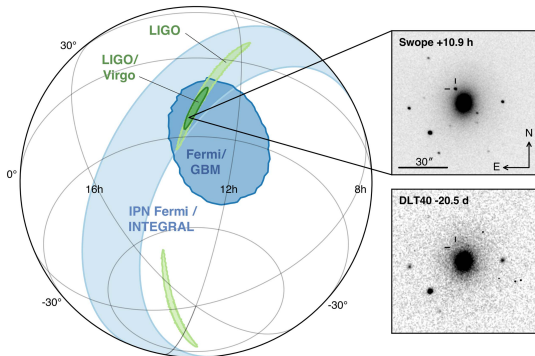 LIGO
LIGO/
Virgo
Fermi/
GBM
IPN Fermi /
INTEGRAL
30°
0°
-30°
-30°
16h
12h
8h
Swope +10.9 h
30"
N
E
DLT40 -20.5 d